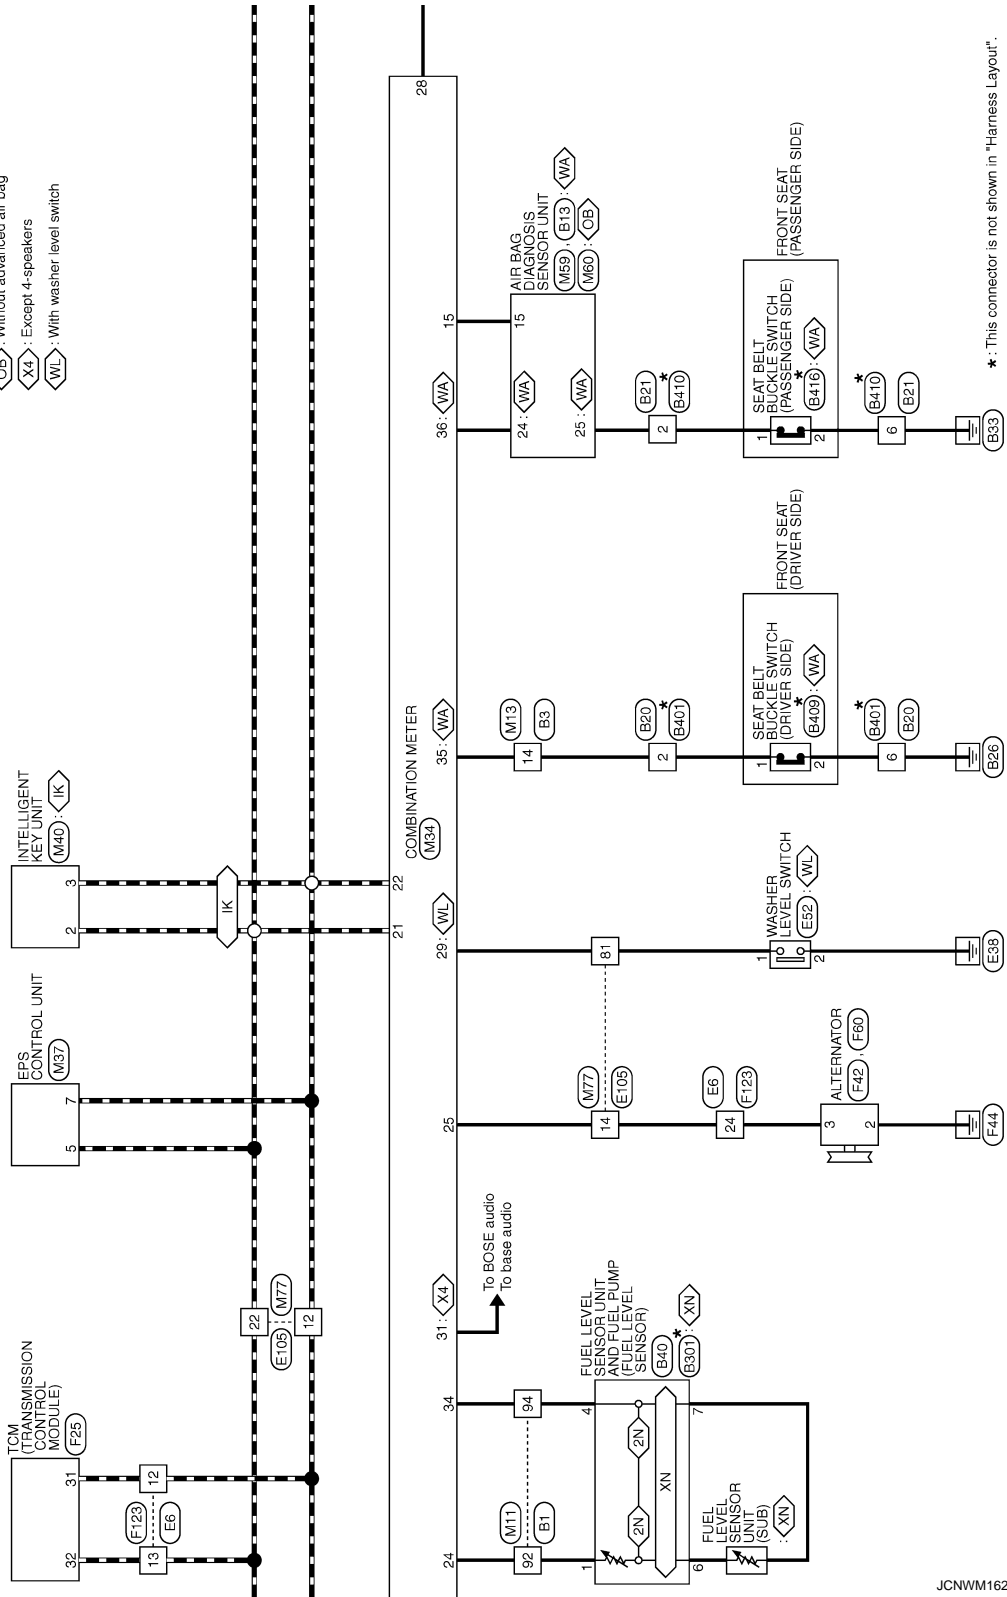 OB : Without advanced air bag
X4 : Except 4-speakers
WL : With washer level switch
TCM
(TRANSMISSION
CONTROL
MODULE)
F25
32
31
13
12
F123
E6
EPS
CONTROL UNIT
M37
5
7
INTELLIGENT
KEY UNIT
M40 : IK
2
3
IK
22
12
E105
M77
21
22
28
COMBINATION METER
M34
24
34
31 : X4
25
29 : WL
35 : WA
36 : WA
15
92
94
M11
B1
To BOSE audio
To base audio
FUEL LEVEL
SENSOR UNIT
AND FUEL PUMP
(FUEL LEVEL
SENSOR)
B40
B301 * : XN
1
4
2N
2N
XN
6
7
FUEL
LEVEL
SENSOR
UNIT
(SUB)
: XN
14
M77
E105
81
24
E6
F123
ALTERNATOR
F42 , F60
3
2
F44
WASHER
LEVEL SWITCH
E52 : WL
1
2
E38
14
M13
B3
2
B20
B401 *
FRONT SEAT
(DRIVER SIDE)
SEAT BELT
BUCKLE SWITCH
(DRIVER SIDE)
B409 * : WA
1
2
6
B401 *
B20
B26
AIR BAG
DIAGNOSIS
SENSOR UNIT
M59 , B13 : WA
M60 : OB
24 : WA
15
25 : WA
2
B21
B410 *
FRONT SEAT
(PASSENGER SIDE)
SEAT BELT
BUCKLE SWITCH
(PASSENGER SIDE)
B416 * : WA
1
2
6
B410 *
B21
B33
* : This connector is not shown in "Harness Layout".
JCNWM162